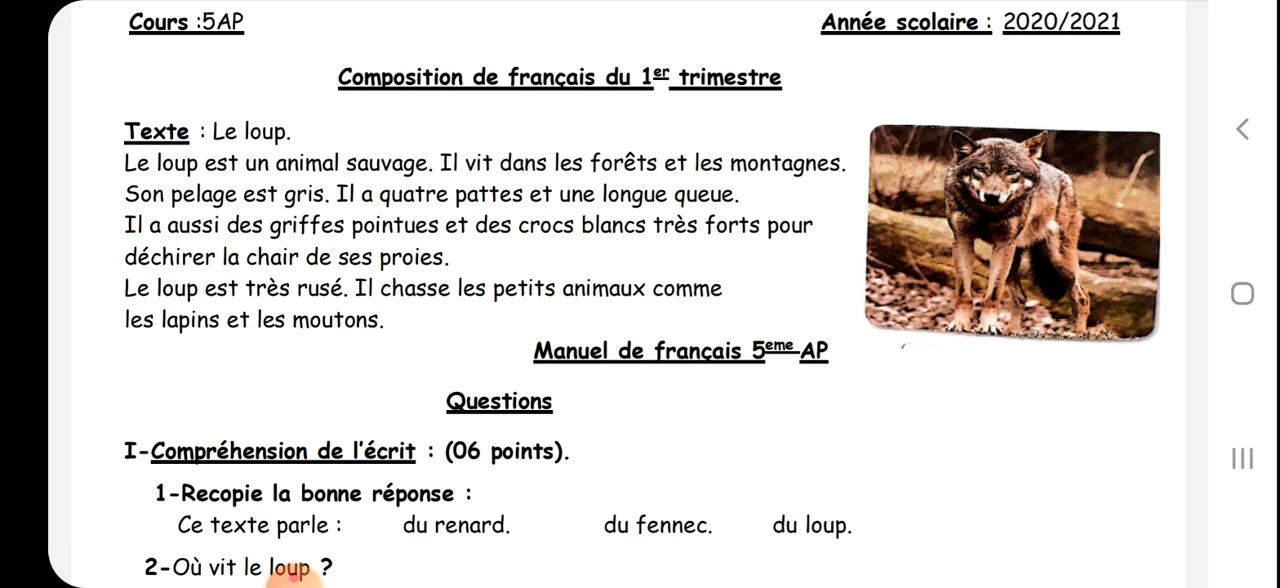 Cours :5AP Année scolaire : 2020/2021
Composition de français du 1er trimestre
Texte : Le loup.
Le loup est un animal sauvage. Il vit dans les forêts et les montagnes.
Son pelage est gris. Il a quatre pattes et une longue queue.
Il a aussi des griffes pointues et des crocs blancs très forts pour
déchirer la chair de ses proies.
Le loup est très rusé. Il chasse les petits animaux comme
les lapins et les moutons.
Manuel de français 5eme AP
Questions
I-Compréhension de l'écrit : (06 points).
1-Recopie la bonne réponse :
Ce texte parle : du renard. du fennec. du loup.
2-Où vit le loup ?